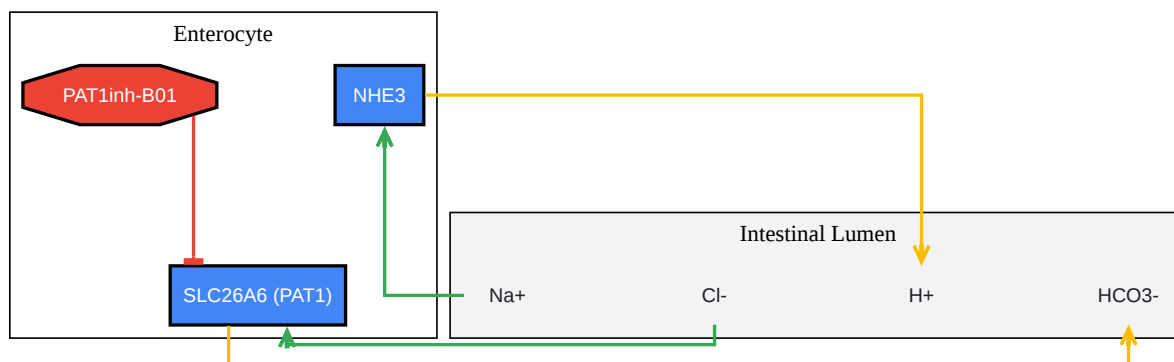 Enterocyte
PAT1inh-B01
NHE3
Intestinal Lumen
SLC26A6 (PAT1)
Na+
Cl-
H+
HCO3-